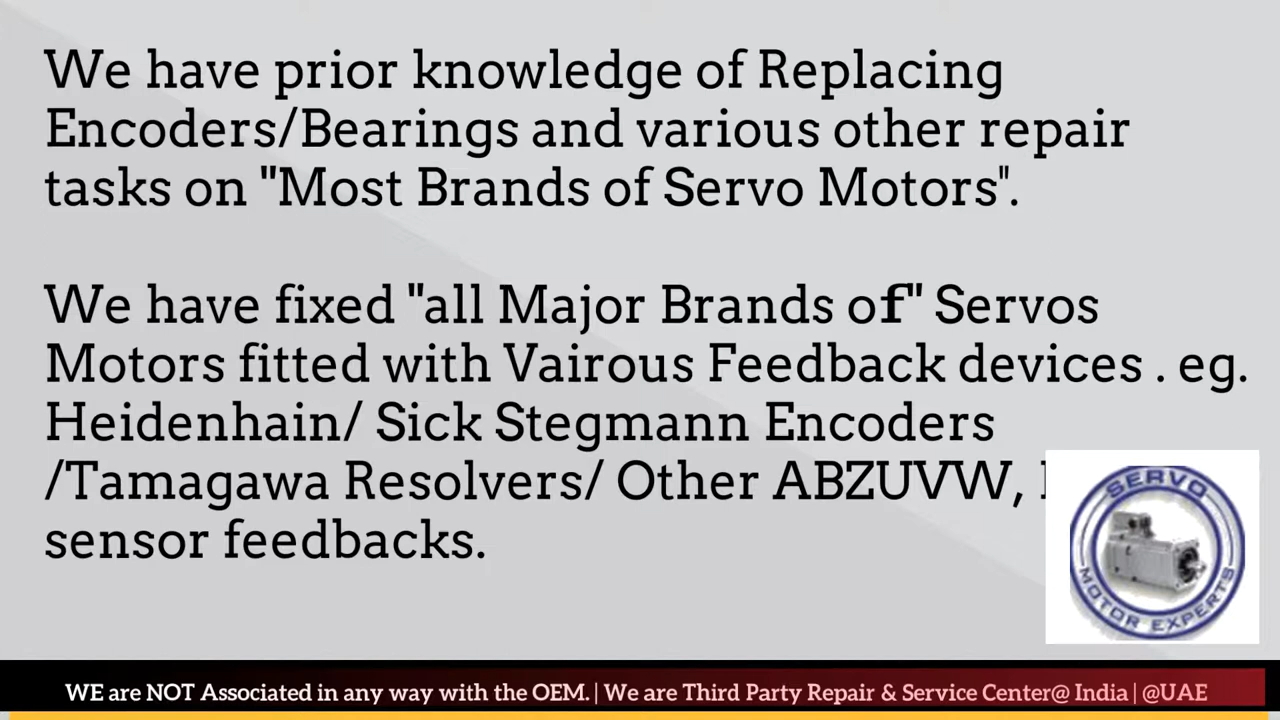 We have prior knowledge of Replacing
Encoders/Bearings and various other repair
tasks on "Most Brands of Servo Motors".
We have fixed "all Major Brands of" Servos
Motors fitted with Vairous Feedback devices . eg.
Heidenhain/ Sick Stegmann Encoders
/Tamagawa Resolvers/ Other ABZUVW,
sensor feedbacks.
SERVO
MOTOR EXPERTS
WE are NOT Associated in any way with the OEM. | We are Third Party Repair & Service Center@ India | @UAE